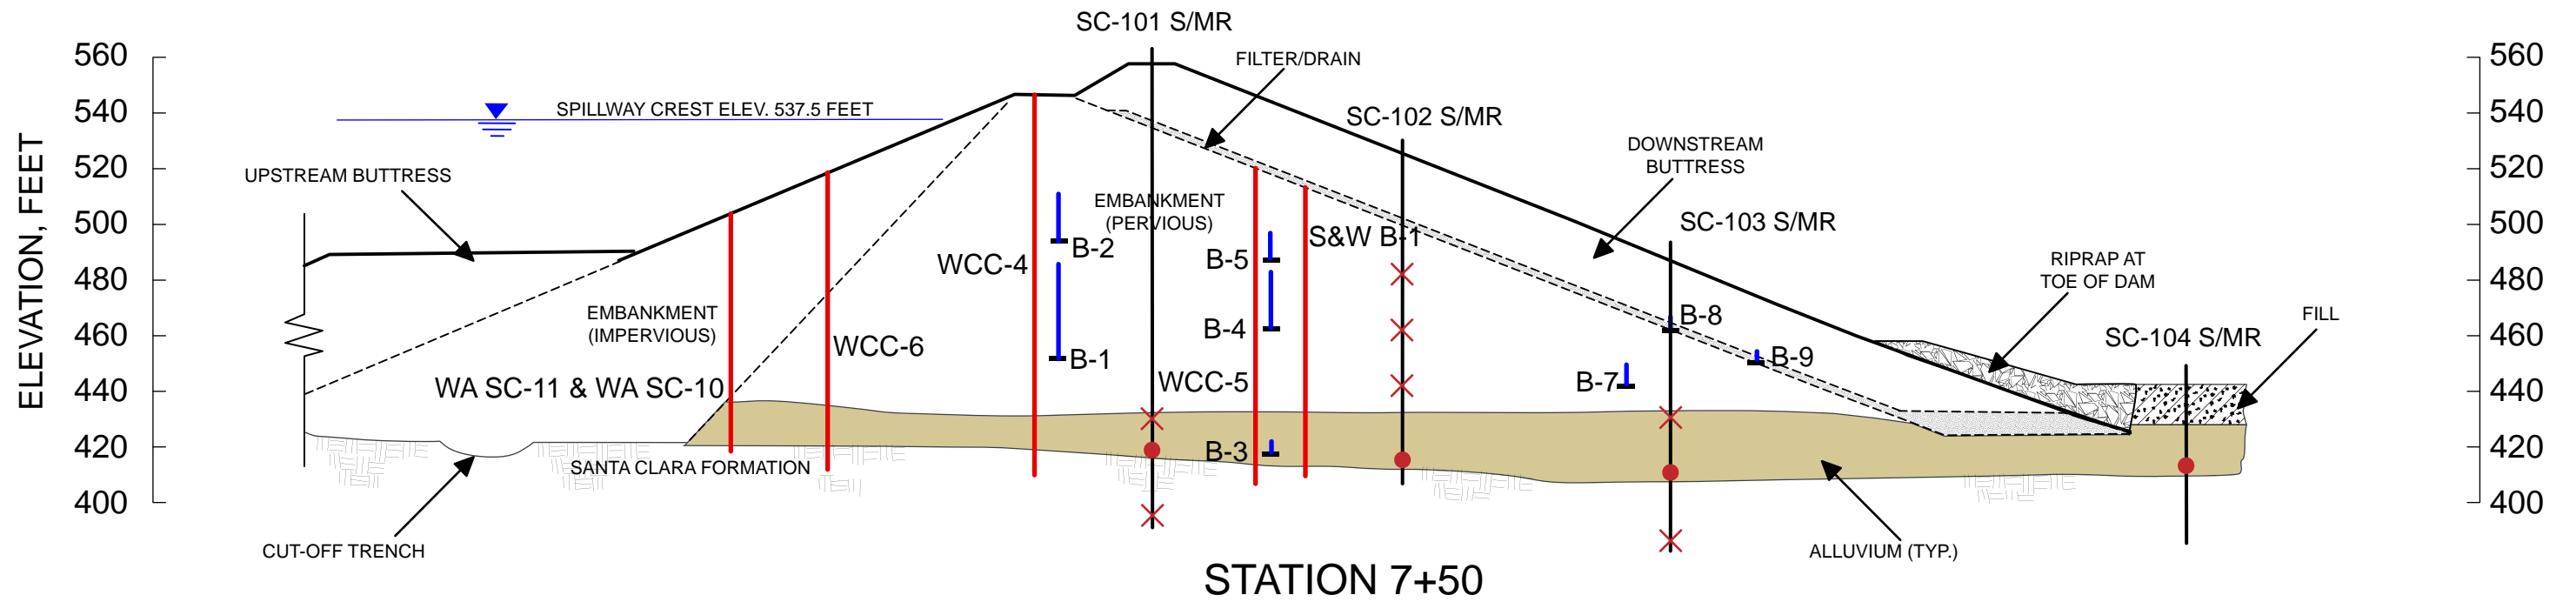 SC-101 S/MR
560
FILTER/DRAIN
560
540
SPILLWAY CREST ELEV. 537.5 FEET
SC-102 S/MR
540
DOWNSTREAM
BUTTRESS
520
UPSTREAM BUTTRESS
520
EMBANKMENT
(PERVIOUS)
SC-103 S/MR
500
500
S&W B-1
B-2
WCC-4
B-5
RIPRAP AT
TOE OF DAM
480
480
EMBANKMENT
(IMPERVIOUS)
B-8
FILL
460
B-4
SC-104 S/MR
460
WCC-6
B-1
B-9
WCC-5
B-7
WA SC-11 & WA SC-10
440
440
420
B-3
420
SANTA CLARA FORMATION
400
400
CUT-OFF TRENCH
ALLUVIUM (TYP.)
ELEVATION, FEET
STATION 7+50